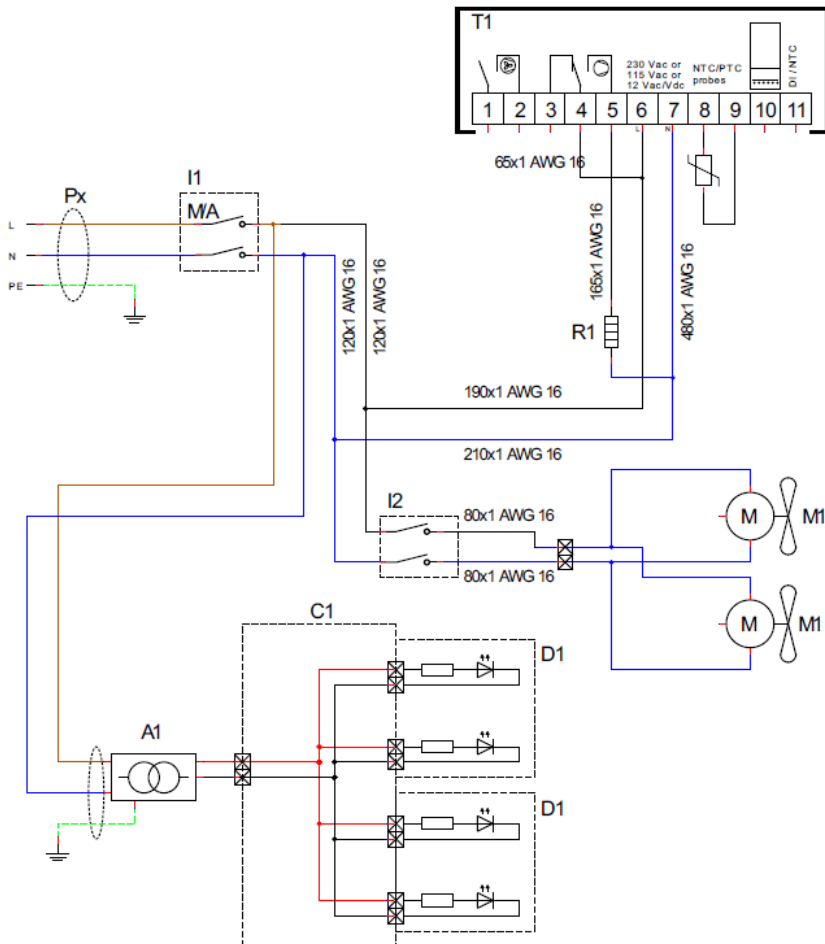 T1
230 Vac or
115 Vac or
12 Vac/Vdc
NTC/PTC
probes
DI / NTC
1 2 3 4 5 6 7 8 9 10 11
L N
65x1 AWG 16
Px
I1
M/A
L
N
PE
120x1 AWG 16
120x1 AWG 16
165x1 AWG 16
480x1 AWG 16
R1
190x1 AWG 16
210x1 AWG 16
I2
80x1 AWG 16
80x1 AWG 16
M M1
M M1
C1
D1
A1
D1